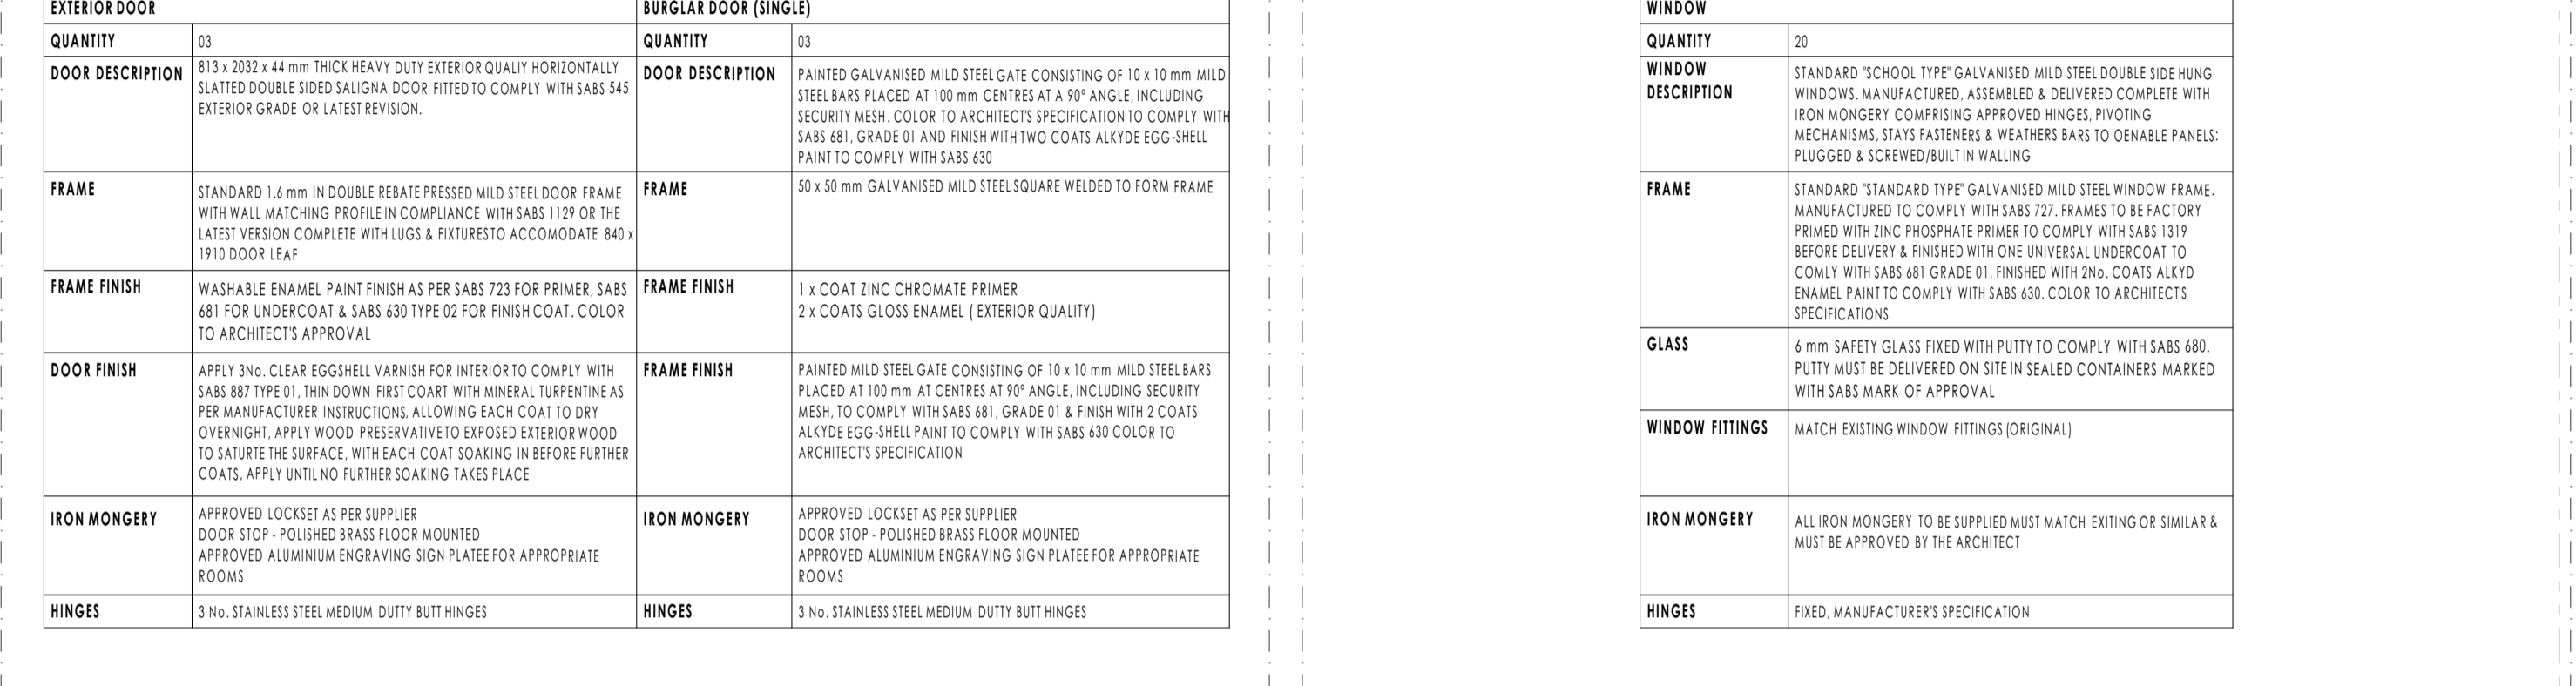 EXTERIOR DOOR
QUANTITY
03
DOOR DESCRIPTION
813 x 2032 x 44 mm THICK HEAVY DUTY EXTERIOR QUALIY HORIZONTALLY
SLATTED DOUBLE SIDED SALIGNA DOOR FITTED TO COMPLY WITH SABS 545
EXTERIOR GRADE OR LATEST REVISION.
FRAME
STANDARD 1.6 mm IN DOUBLE REBATE PRESSED MILD STEEL DOOR FRAME
WITH WALL MATCHING PROFILE IN COMPLIANCE WITH SABS 1129 OR THE
LATEST VERSION COMPLETE WITH LUGS & FIXTURESTO ACCOMODATE 840 x
1910 DOOR LEAF
FRAME FINISH
WASHABLE ENAMEL PAINT FINISH AS PER SABS 723 FOR PRIMER, SABS
681 FOR UNDERCOAT & SABS 630 TYPE 02 FOR FINISH COAT. COLOR
TO ARCHITECT'S APPROVAL
DOOR FINISH
APPLY 3No. CLEAR EGGSHELL VARNISH FOR INTERIOR TO COMPLY WITH
SABS 887 TYPE 01, THIN DOWN FIRST COART WITH MINERAL TURPENTINE AS
PER MANUFACTURER INSTRUCTIONS, ALLOWING EACH COAT TO DRY
OVERNIGHT, APPLY WOOD PRESERVATIVE TO EXPOSED EXTERIOR WOOD
TO SATURTE THE SURFACE, WITH EACH COAT SOAKING IN BEFORE FURTHER
COATS, APPLY UNTIL NO FURTHER SOAKING TAKES PLACE
IRON MONGERY
APPROVED LOCKSET AS PER SUPPLIER
DOOR STOP - POLISHED BRASS FLOOR MOUNTED
APPROVED ALUMINIUM ENGRAVING SIGN PLATEE FOR APPROPRIATE
ROOMS
HINGES
3 No. STAINLESS STEEL MEDIUM DUTTY BUTT HINGES
BURGLAR DOOR (SINGLE)
QUANTITY
03
DOOR DESCRIPTION
PAINTED GALVANISED MILD STEEL GATE CONSISTING OF 10 x 10 mm MILD
STEEL BARS PLACED AT 100 mm CENTRES AT A 90° ANGLE, INCLUDING
SECURITY MESH. COLOR TO ARCHITECT'S SPECIFICATION TO COMPLY WITH
SABS 681, GRADE 01 AND FINISH WITH TWO COATS ALKYDE EGG-SHELL
PAINT TO COMPLY WITH SABS 630
FRAME
50 x 50 mm GALVANISED MILD STEEL SQUARE WELDED TO FORM FRAME
FRAME FINISH
1 x COAT ZINC CHROMATE PRIMER
2 x COATS GLOSS ENAMEL ( EXTERIOR QUALITY)
FRAME FINISH
PAINTED MILD STEEL GATE CONSISTING OF 10 x 10 mm MILD STEEL BARS
PLACED AT 100 mm AT CENTRES AT 90° ANGLE, INCLUDING SECURITY
MESH, TO COMPLY WITH SABS 681, GRADE 01 & FINISH WITH 2 COATS
ALKYDE EGG-SHELL PAINT TO COMPLY WITH SABS 630 COLOR TO
ARCHITECT'S SPECIFICATION
IRON MONGERY
APPROVED LOCKSET AS PER SUPPLIER
DOOR STOP - POLISHED BRASS FLOOR MOUNTED
APPROVED ALUMINIUM ENGRAVING SIGN PLATEE FOR APPROPRIATE
ROOMS
HINGES
3 No. STAINLESS STEEL MEDIUM DUTTY BUTT HINGES
WINDOW
QUANTITY
20
WINDOW
DESCRIPTION
STANDARD "SCHOOL TYPE" GALVANISED MILD STEEL DOUBLE SIDE HUNG
WINDOWS. MANUFACTURED, ASSEMBLED & DELIVERED COMPLETE WITH
IRON MONGERY COMPRISING APPROVED HINGES, PIVOTING
MECHANISMS, STAYS FASTENERS & WEATHERS BARS TO OENABLE PANELS:
PLUGGED & SCREWED/BUILT IN WALLING
FRAME
STANDARD "STANDARD TYPE" GALVANISED MILD STEEL WINDOW FRAME.
MANUFACTURED TO COMPLY WITH SABS 727. FRAMES TO BE FACTORY
PRIMED WITH ZINC PHOSPHATE PRIMER TO COMPLY WITH SABS 1319
BEFORE DELIVERY & FINISHED WITH ONE UNIVERSAL UNDERCOAT TO
COMLY WITH SABS 681 GRADE 01, FINISHED WITH 2No. COATS ALKYD
ENAMEL PAINT TO COMPLY WITH SABS 630. COLOR TO ARCHITECT'S
SPECIFICATIONS
GLASS
6 mm SAFETY GLASS FIXED WITH PUTTY TO COMPLY WITH SABS 680.
PUTTY MUST BE DELIVERED ON SITE IN SEALED CONTAINERS MARKED
WITH SABS MARK OF APPROVAL
WINDOW FITTINGS
MATCH EXISTING WINDOW FITTINGS (ORIGINAL)
IRON MONGERY
ALL IRON MONGERY TO BE SUPPLIED MUST MATCH EXITING OR SIMILAR &
MUST BE APPROVED BY THE ARCHITECT
HINGES
FIXED, MANUFACTURER'S SPECIFICATION